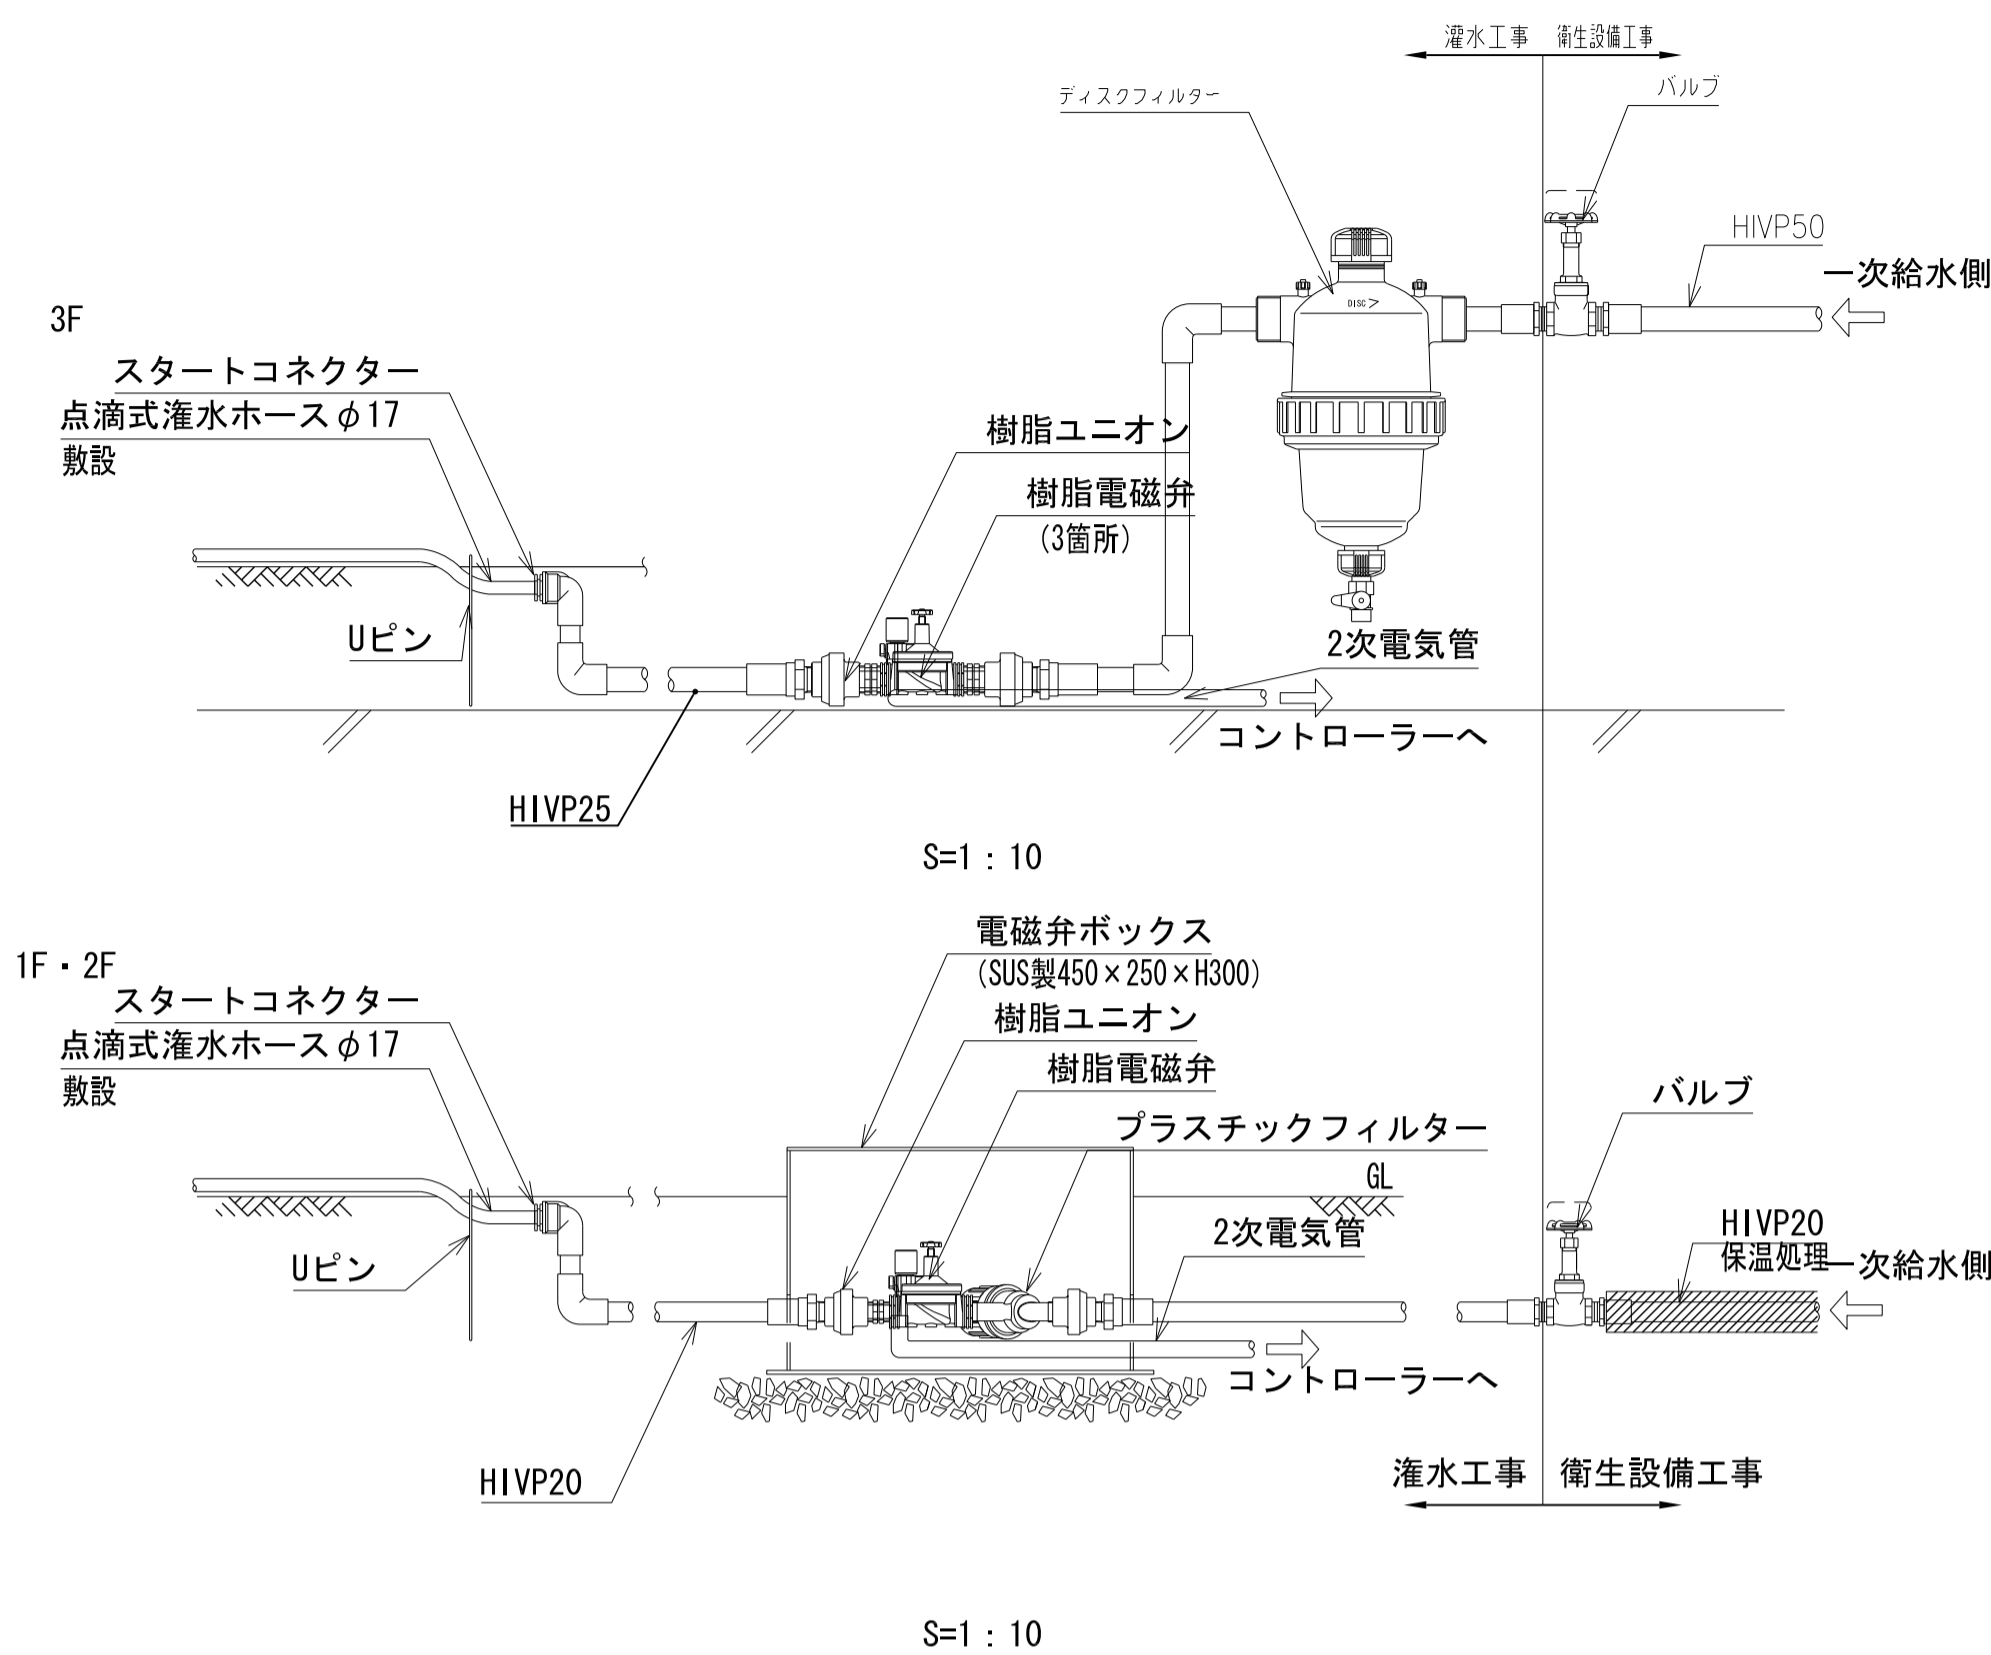 灌水工事 衛生設備工事
ディスクフィルター
バルブ
HIVP50
一次給水側
DISC
3F
スタートコネクター
点滴式潅水ホースφ17
敷設
樹脂ユニオン
樹脂電磁弁
(3箇所)
Uピン
2次電気管
コントローラーへ
HIVP25
S=1：10
電磁弁ボックス
(SUS製450×250×H300)
1F・2F
スタートコネクター
点滴式潅水ホースφ17
敷設
樹脂ユニオン
樹脂電磁弁
プラスチックフィルター
バルブ
GL
2次電気管
HIVP20
保温処理
一次給水側
Uピン
コントローラーへ
HIVP20
潅水工事 衛生設備工事
S=1：10